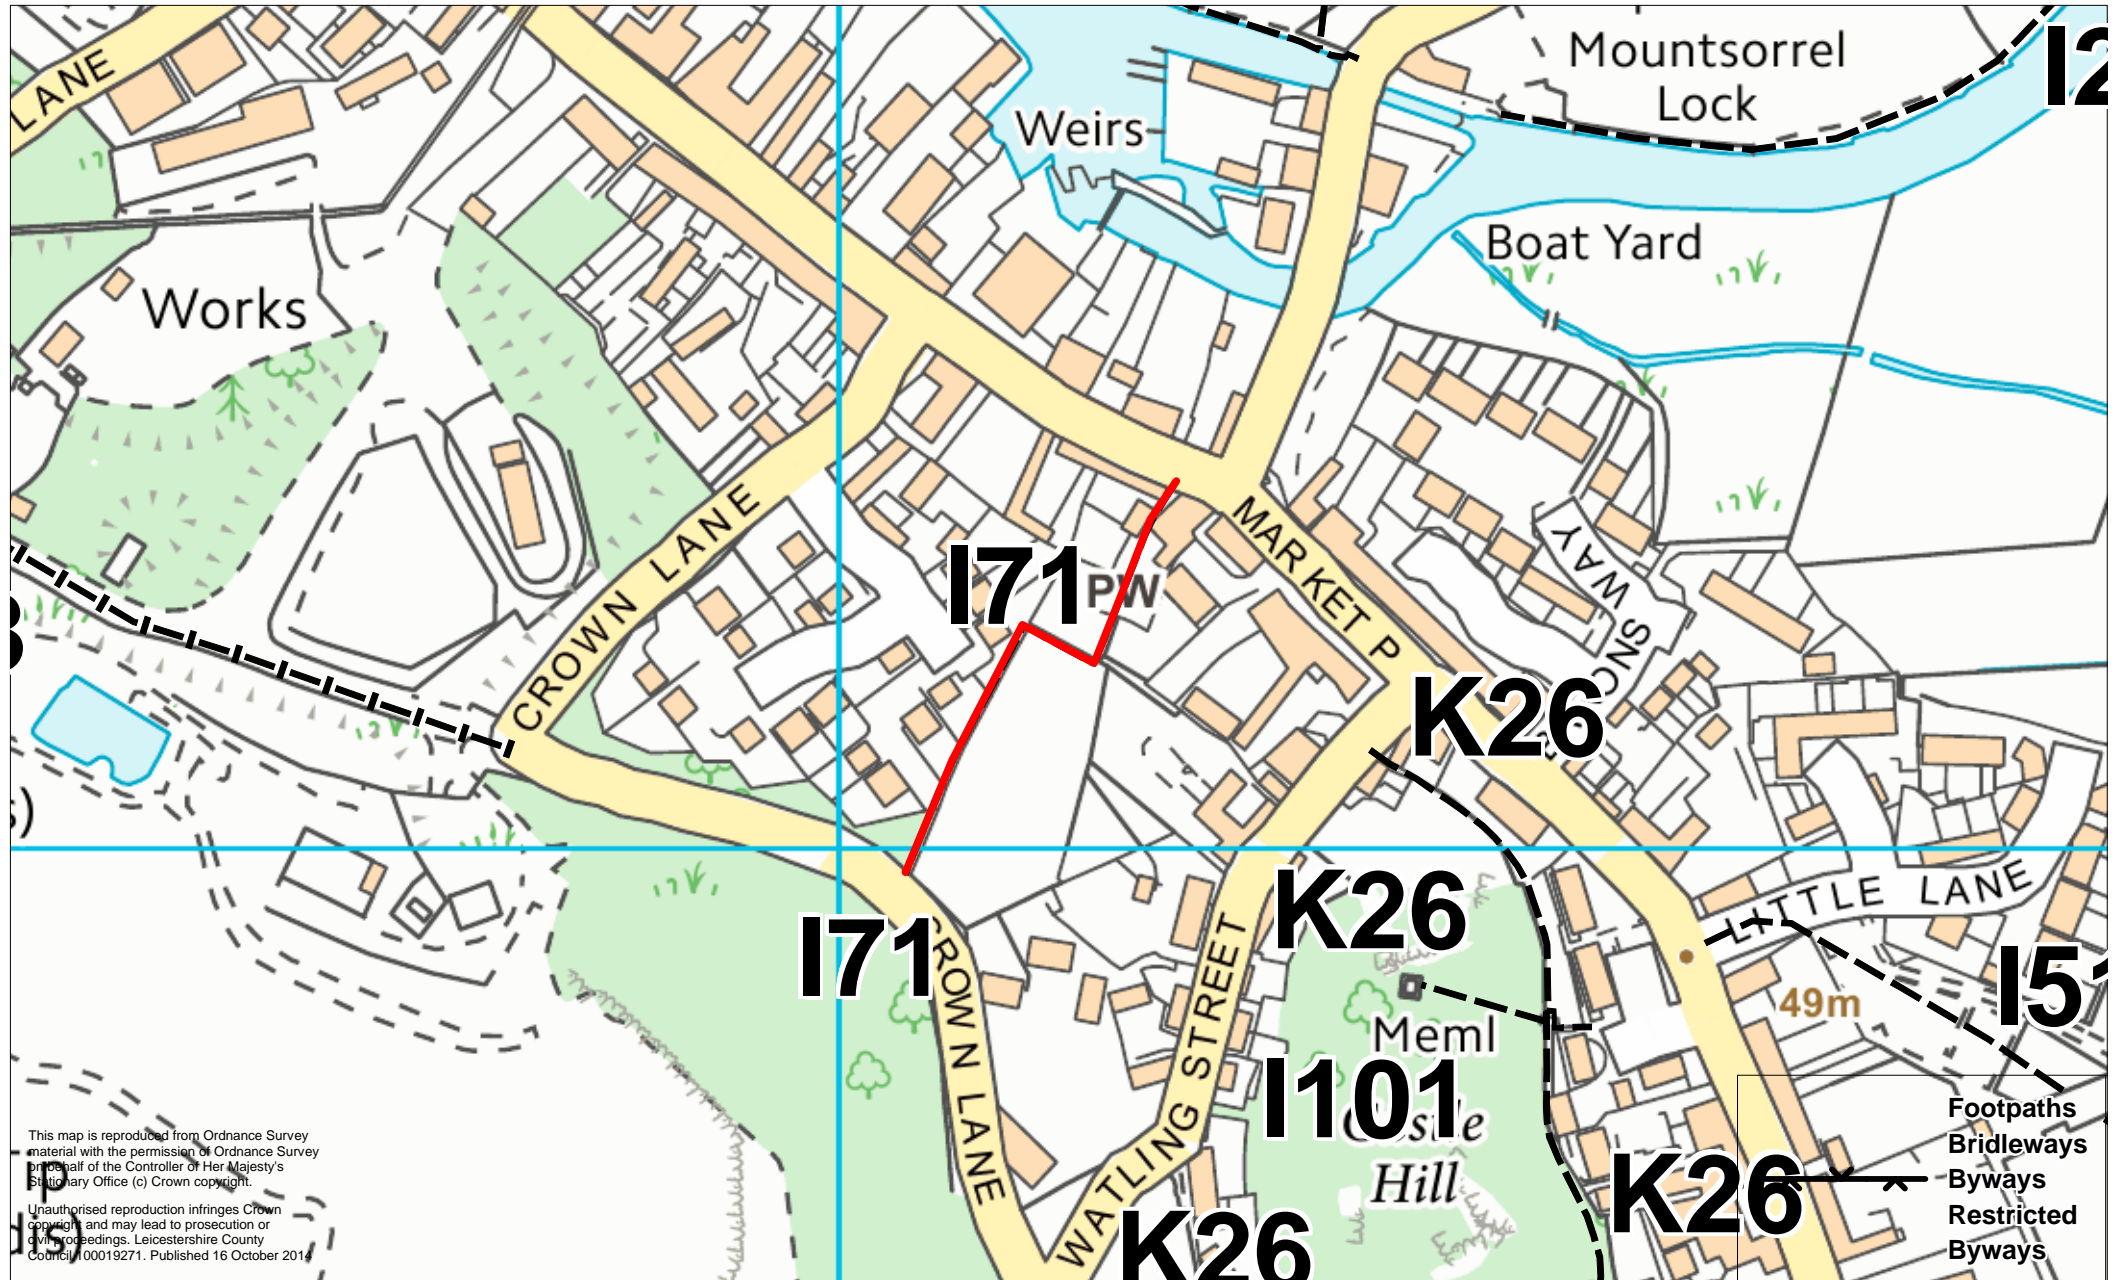 LANE
Mountsorrel
Lock
I2
Weirs
Boat Yard
Works
CROWN LANE
MARKET P
WAY
I71
PW
K26
LITTLE LANE
K26
I71
CROWN LANE
WATLING STREET
I51
49m
Meml
I101
Castle
Hill
K26
K26
s)
ip
dis)
This map is reproduced from Ordnance Survey
material with the permission of Ordnance Survey
on behalf of the Controller of Her Majesty's
Stationary Office (c) Crown copyright.
Unauthorised reproduction infringes Crown
copyright and may lead to prosecution or
civil proceedings. Leicestershire County
Council 100019271. Published 16 October 2014
Footpaths
Bridleways
Byways
Restricted
Byways